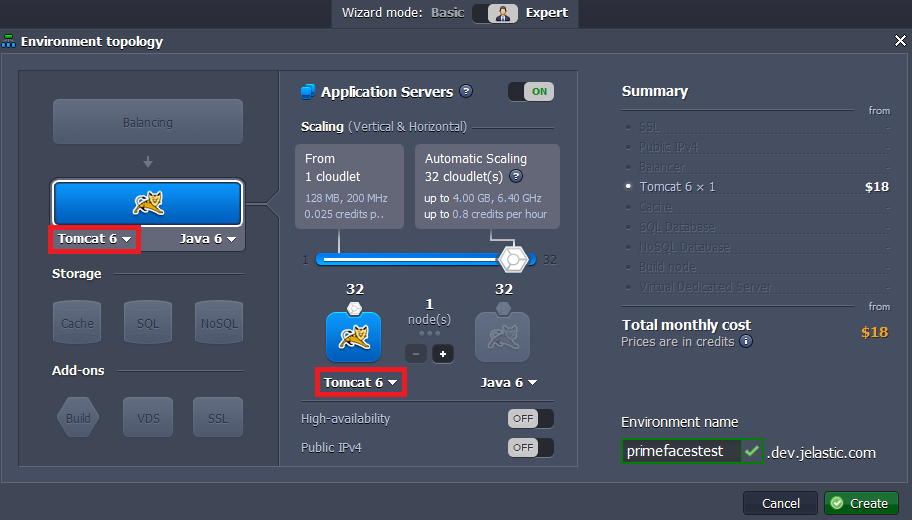 Wizard mode: Basic Expert
Environment topology
Balancing
Tomcat 6 Java 6
Storage
Cache SQL NoSQL
Add-ons
Build VDS SSL
Application Servers ? ON
Scaling (Vertical & Horizontal)
From
1 cloudlet
128 MB, 200 MHz
0.025 credits p..
Automatic Scaling
32 cloudlet(s) ?
up to 4.00 GB, 6.40 GHz
up to 0.8 credits per hour
1 32
32 1 32
node(s)
Tomcat 6 Java 6
High-availability OFF
Public IPv4 OFF
Summary
from
SSL -
Public IPv4 -
Balancer -
Tomcat 6 × 1 $18
Cache -
SQL Database -
NoSQL Database -
Build node -
Virtual Dedicated Server -
from
Total monthly cost $18
Prices are in credits i
Environment name
primefacestest .dev.jelastic.com
Cancel Create